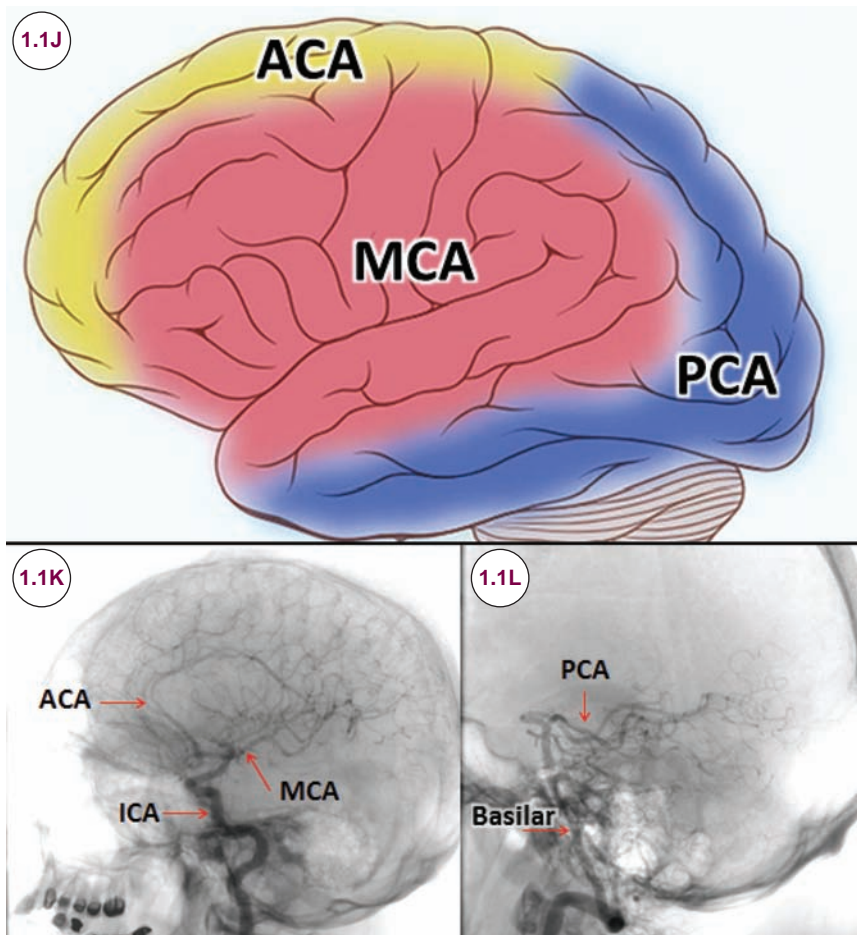 1.1J
ACA
MCA
PCA
1.1K
ACA
MCA
ICA
1.1L
PCA
Basilar